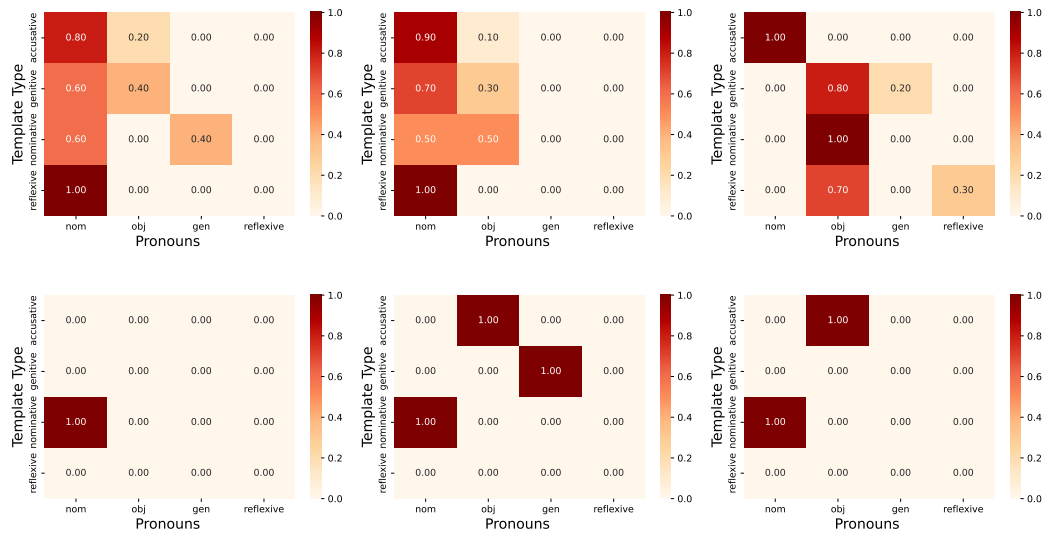 0.80 0.20 0.00 0.00
0.60 0.40 0.00 0.00
0.60 0.00 0.40 0.00
1.00 0.00 0.00 0.00
accusative
genitive
nominative
reflexive
Template Type
nom obj gen reflexive
Pronouns
1.0
0.8
0.6
0.4
0.2
0.0
0.90 0.10 0.00 0.00
0.70 0.30 0.00 0.00
0.50 0.50 0.00 0.00
1.00 0.00 0.00 0.00
accusative
genitive
nominative
reflexive
Template Type
nom obj gen reflexive
Pronouns
1.0
0.8
0.6
0.4
0.2
0.0
1.00 0.00 0.00 0.00
0.00 0.80 0.20 0.00
0.00 1.00 0.00 0.00
0.00 0.70 0.00 0.30
accusative
genitive
nominative
reflexive
Template Type
nom obj gen reflexive
Pronouns
1.0
0.8
0.6
0.4
0.2
0.0
0.00 0.00 0.00 0.00
0.00 0.00 0.00 0.00
1.00 0.00 0.00 0.00
0.00 0.00 0.00 0.00
accusative
genitive
nominative
reflexive
Template Type
nom obj gen reflexive
Pronouns
1.0
0.8
0.6
0.4
0.2
0.0
0.00 1.00 0.00 0.00
0.00 0.00 1.00 0.00
1.00 0.00 0.00 0.00
0.00 0.00 0.00 0.00
accusative
genitive
nominative
reflexive
Template Type
nom obj gen reflexive
Pronouns
1.0
0.8
0.6
0.4
0.2
0.0
0.00 1.00 0.00 0.00
0.00 0.00 0.00 0.00
1.00 0.00 0.00 0.00
0.00 0.00 0.00 0.00
accusative
genitive
nominative
reflexive
Template Type
nom obj gen reflexive
Pronouns
1.0
0.8
0.6
0.4
0.2
0.0